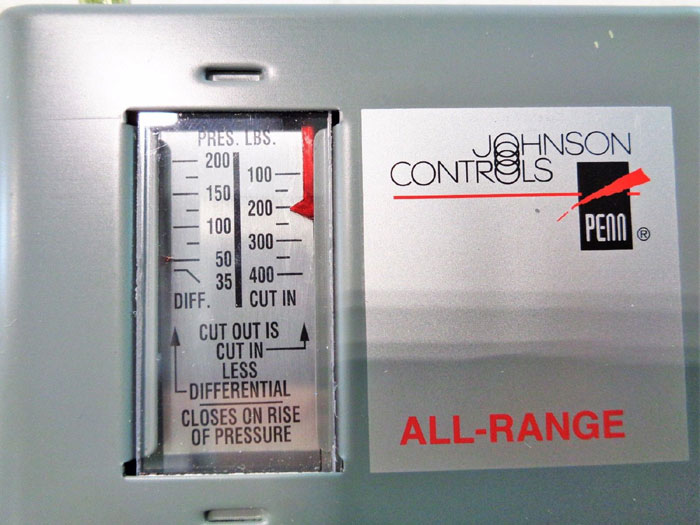 PRES. LBS.
200
150
100
50
35
100
200
300
400
DIFF. CUT IN
CUT OUT IS
CUT IN
LESS
DIFFERENTIAL
CLOSES ON RISE
OF PRESSURE
JOHNSON
CONTROLS
PENN ®
ALL-RANGE